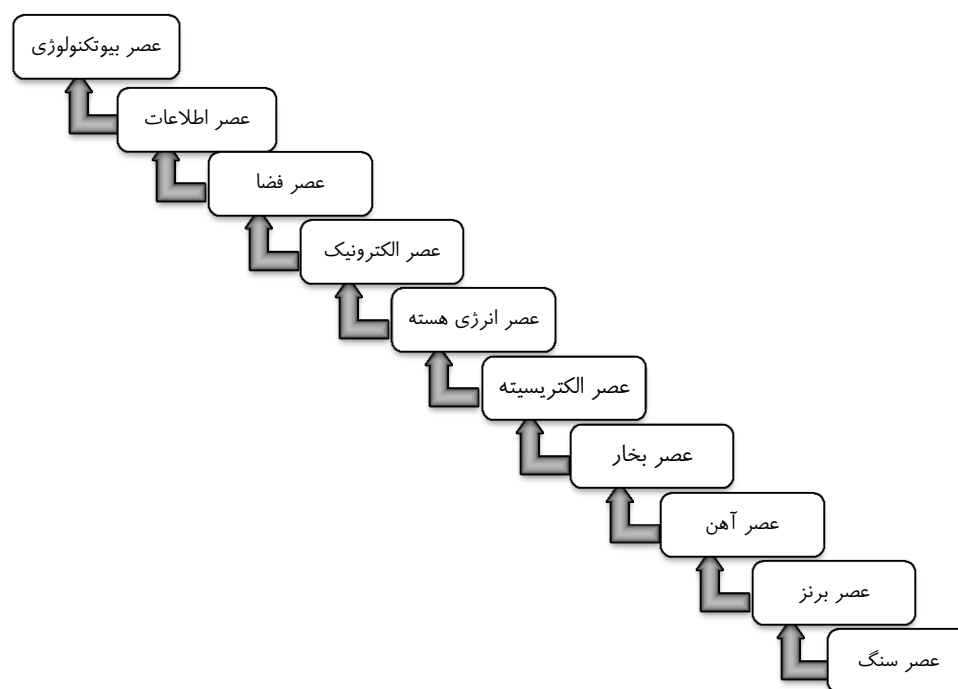 عصر بیوتکنولوژی
عصر اطلاعات
عصر فضا
عصر الکترونیک
عصر انرژی هسته
عصر الکتریسیته
عصر بخار
عصر آهن
عصر برنز
عصر سنگ